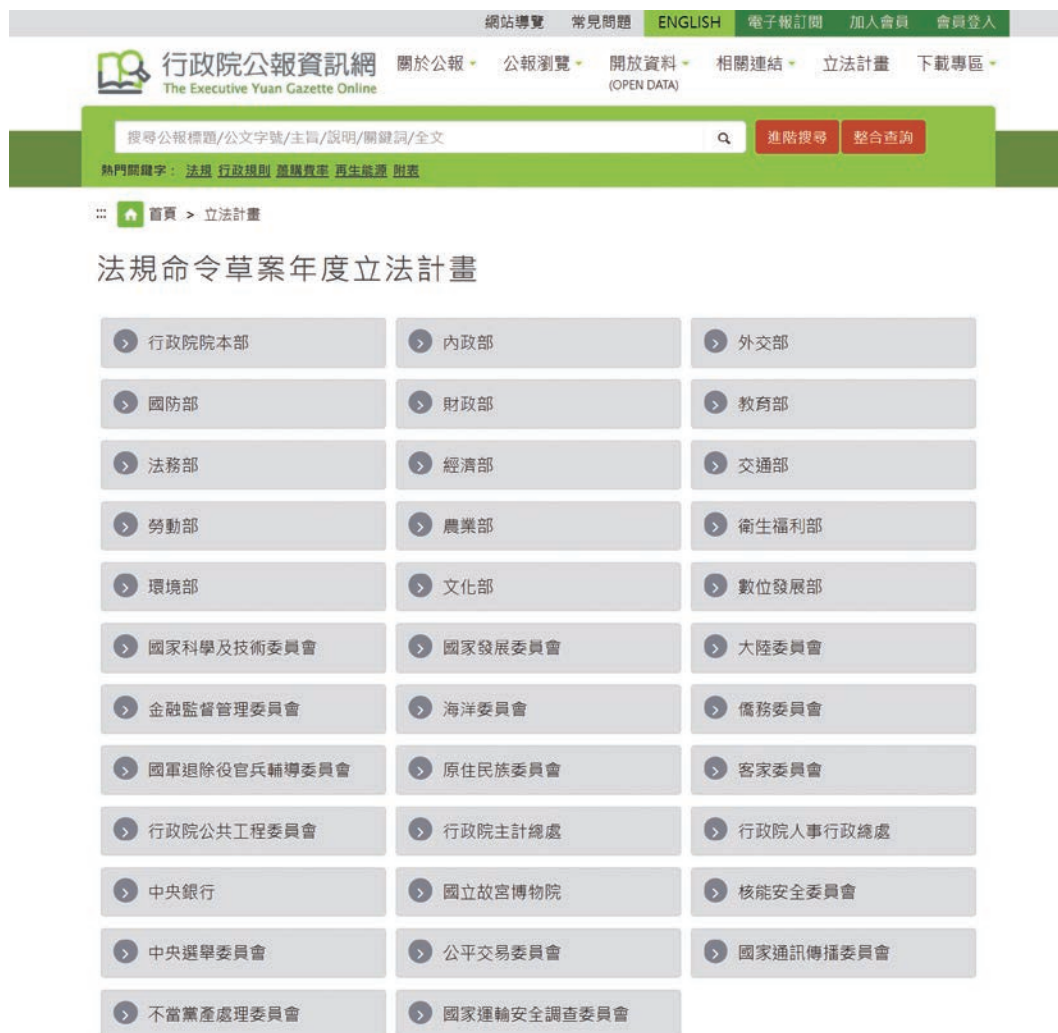 網站導覽 常見問題 ENGLISH 電子報訂閱 加入會員 會員登入
行政院公報資訊網 關於公報 公報瀏覽 開放資料 相關連結 立法計畫 下載專區
The Executive Yuan Gazette Online (OPEN DATA)
搜尋公報標題/公文字號/主旨/說明/關鍵詞/全文 進階搜尋 整合查詢
熱門關鍵字： 法規 行政規則 躉購費率 再生能源 附表
::: 首頁 > 立法計畫
法規命令草案年度立法計畫
行政院院本部 內政部 外交部
國防部 財政部 教育部
法務部 經濟部 交通部
勞動部 農業部 衛生福利部
環境部 文化部 數位發展部
國家科學及技術委員會 國家發展委員會 大陸委員會
金融監督管理委員會 海洋委員會 僑務委員會
國軍退除役官兵輔導委員會 原住民族委員會 客家委員會
行政院公共工程委員會 行政院主計總處 行政院人事行政總處
中央銀行 國立故宮博物院 核能安全委員會
中央選舉委員會 公平交易委員會 國家通訊傳播委員會
不當黨產處理委員會 國家運輸安全調查委員會